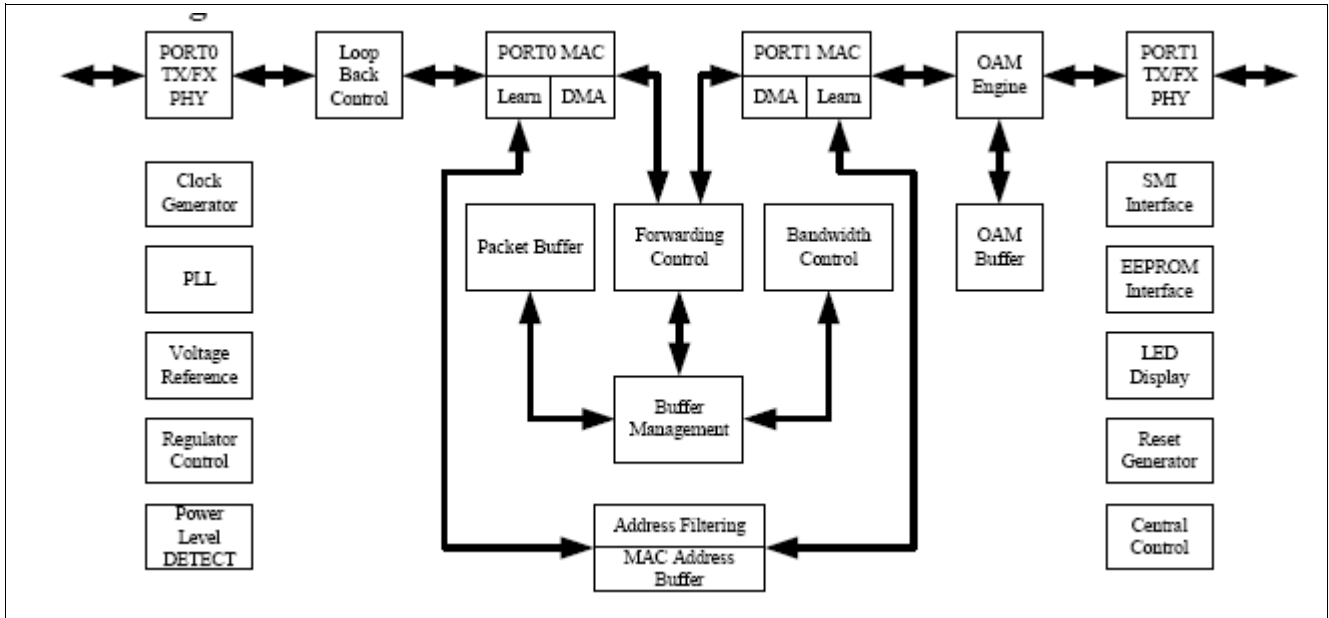 PORT0
TX/FX
PHY
Loop
Back
Control
PORT0 MAC
Learn
DMA
PORT1 MAC
DMA
Learn
OAM
Engine
PORT1
TX/FX
PHY
Clock
Generator
PLL
Voltage
Reference
Regulator
Control
Power
Level
DETECT
Packet Buffer
Forwarding
Control
Bandwidth
Control
OAM
Buffer
Buffer
Management
Address Filtering
MAC Address
Buffer
SMI
Interface
EEPROM
Interface
LED
Display
Reset
Generator
Central
Control